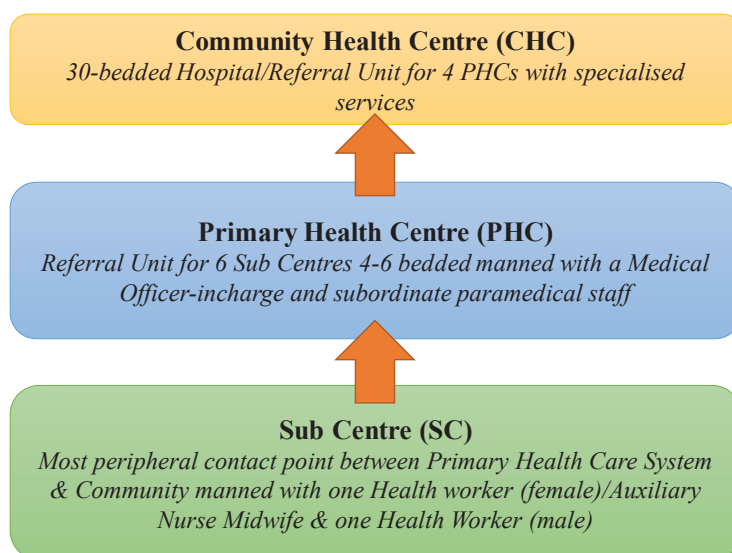 Community Health Centre (CHC)
30-bedded Hospital/Referral Unit for 4 PHCs with specialised
services
Primary Health Centre (PHC)
Referral Unit for 6 Sub Centres 4-6 bedded manned with a Medical
Officer-incharge and subordinate paramedical staff
Sub Centre (SC)
Most peripheral contact point between Primary Health Care System
& Community manned with one Health worker (female)/Auxiliary
Nurse Midwife & one Health Worker (male)